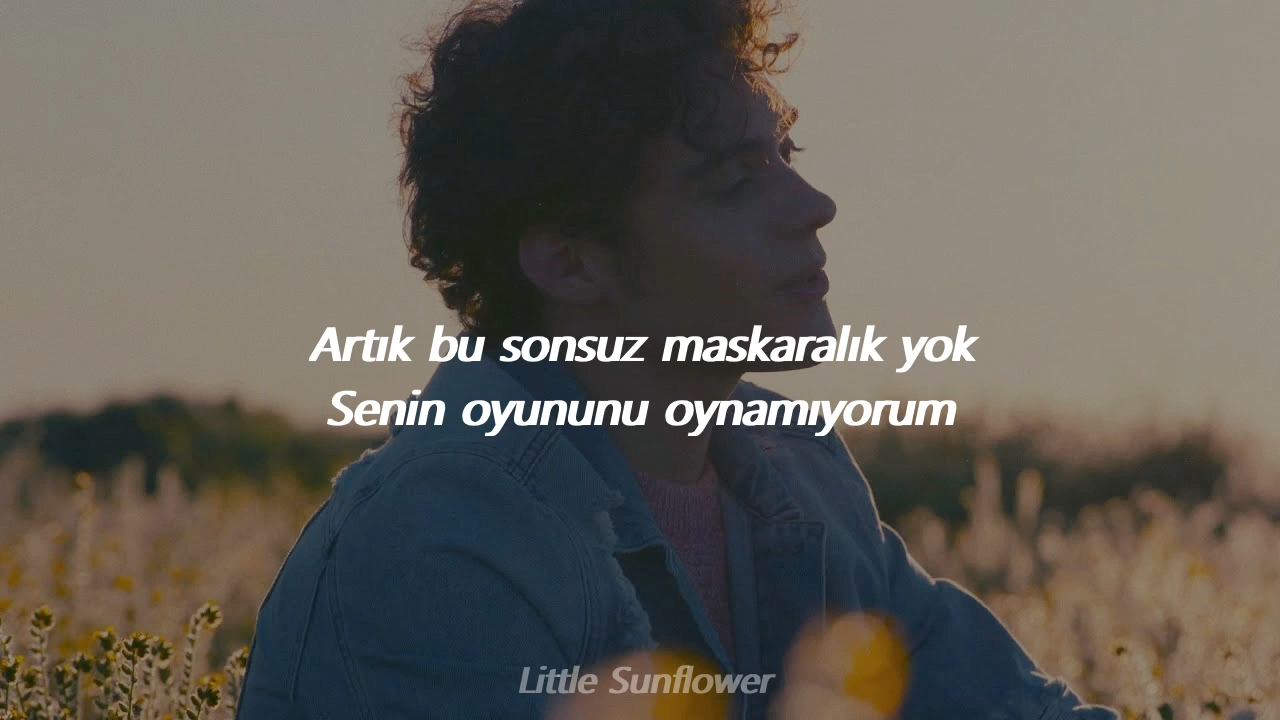 Artık bu sonsuz maskaralık yok
Senin oyununu oynamıyorum
Little Sunflower